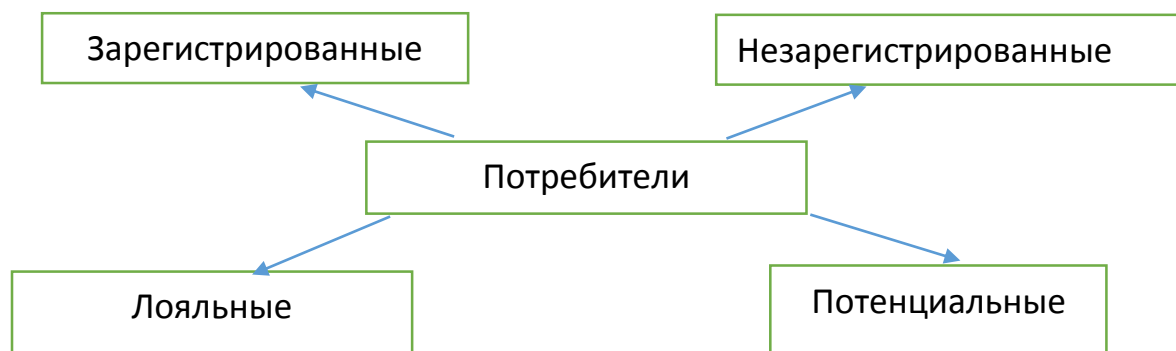 Зарегистрированные
Незарегистрированные
Потребители
Лояльные
Потенциальные